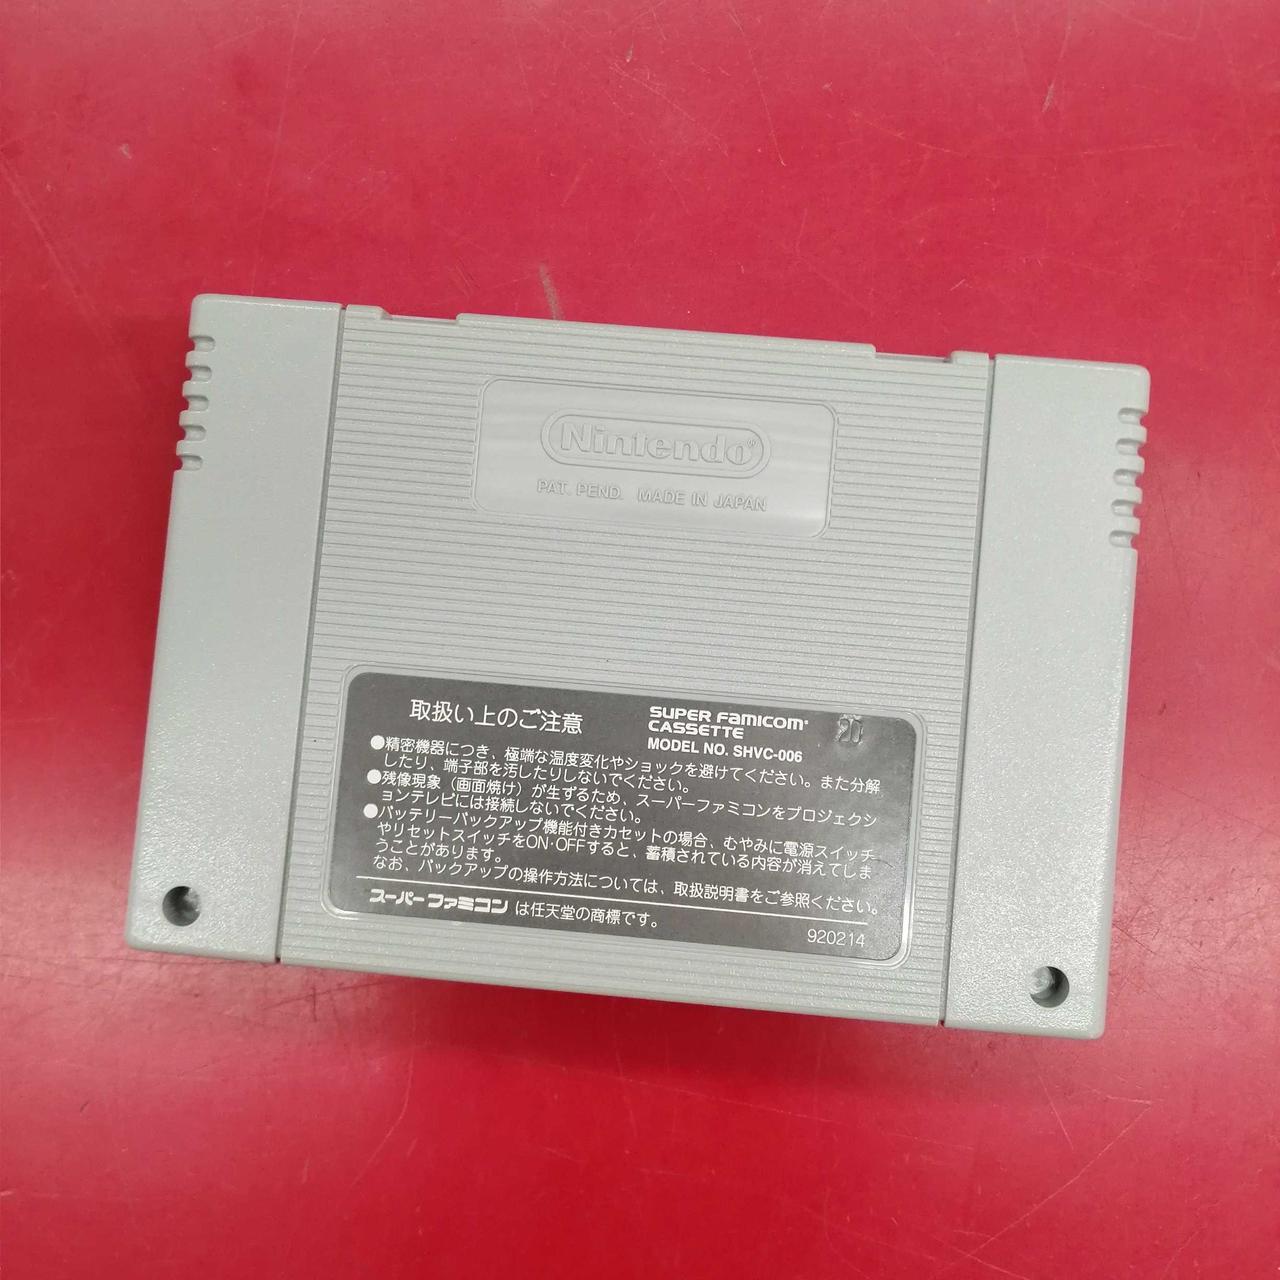 Nintendo®
PAT. PEND. MADE IN JAPAN
取扱い上のご注意
SUPER FAMICOM®
CASSETTE
MODEL NO. SHVC-006
●精密機器につき、極端な温度変化やショックを避けてください。また分解
したり、端子部を汚したりしないでください。
●残像現象（画面焼け）が生ずるため、スーパーファミコンをプロジェクシ
ョンテレビには接続しないでください。
●バッテリーバックアップ機能付きカセットの場合、むやみに電源スイッチ
やリセットスイッチをON・OFFすると、蓄積されている内容が消えてしま
うことがあります。
なお、バックアップの操作方法については、取扱説明書をご参照ください。
スーパーファミコン は任天堂の商標です。
920214